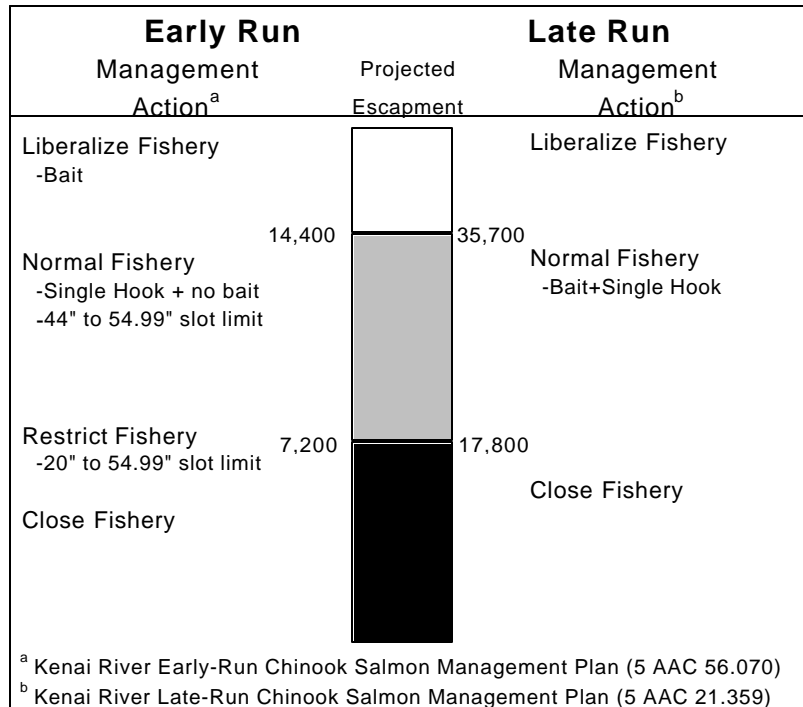 Early Run Late Run
Management Projected Management
Action^a Escapment Action^b
Liberalize Fishery Liberalize Fishery
-Bait
14,400 35,700
Normal Fishery Normal Fishery
-Single Hook + no bait -Bait+Single Hook
-44" to 54.99" slot limit
Restrict Fishery 7,200 17,800
-20" to 54.99" slot limit
Close Fishery
Close Fishery
^a Kenai River Early-Run Chinook Salmon Management Plan (5 AAC 56.070)
^b Kenai River Late-Run Chinook Salmon Management Plan (5 AAC 21.359)